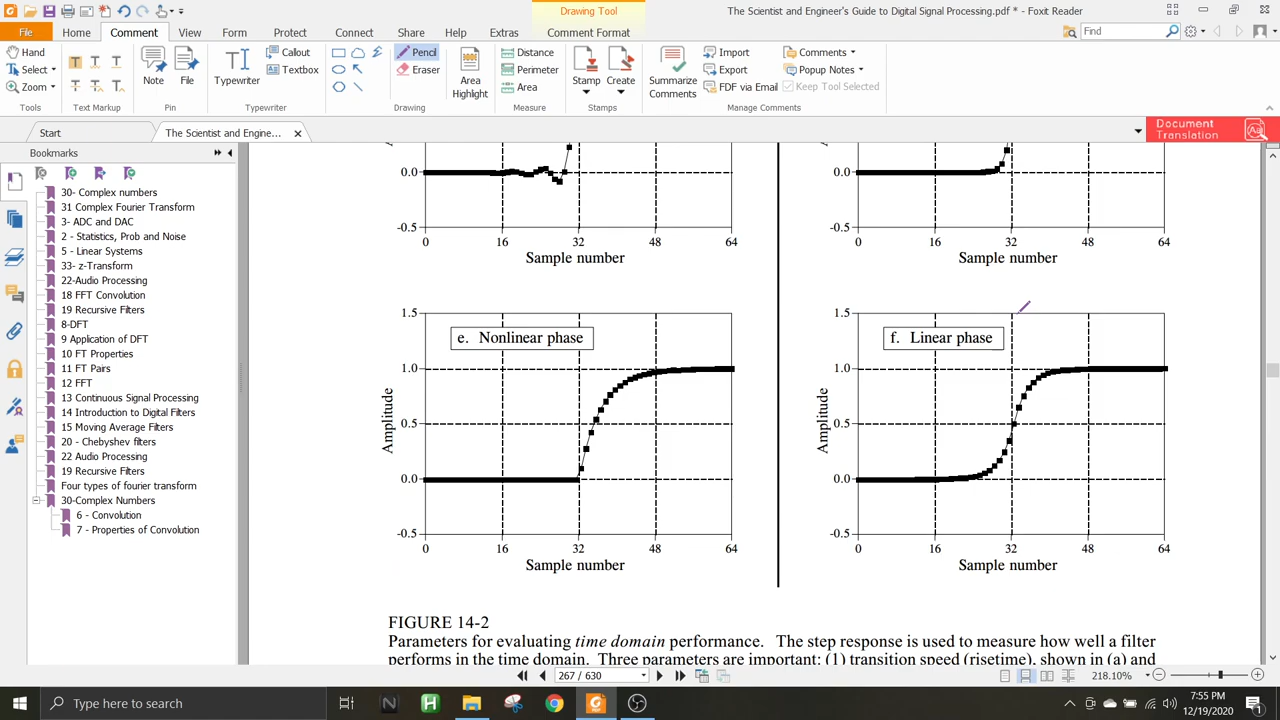 Drawing Tool
The Scientist and Engineer's Guide to Digital Signal Processing.pdf * - Foxit Reader
File Home Comment View Form Protect Connect Share Help Extras Comment Format
Find
Hand
Select
Zoom
Tools
Text Markup
Note
File
Pin
Typewriter
Callout
Textbox
Typewriter
Pencil
Eraser
Drawing
Area
Highlight
Distance
Perimeter
Area
Measure
Stamp
Create
Stamps
Summarize
Comments
Import
Export
FDF via Email
Comments
Popup Notes
Keep Tool Selected
Manage Comments
Start
The Scientist and Engine...
Document
Translation
Bookmarks
30- Complex numbers
31 Complex Fourier Transform
3- ADC and DAC
2 - Statistics, Prob and Noise
5 - Linear Systems
33- z-Transform
22-Audio Processing
18 FFT Convolution
19 Recursive Filters
8-DFT
9 Application of DFT
10 FT Properties
11 FT Pairs
12 FFT
13 Continuous Signal Processing
14 Introduction to Digital Filters
15 Moving Average Filters
20 - Chebyshev filters
22 Audio Processing
19 Recursive Filters
Four types of fourier transform
30-Complex Numbers
6 - Convolution
7 - Properties of Convolution
0.0
-0.5
0 16 32 48 64
Sample number
0.0
-0.5
0 16 32 48 64
Sample number
1.5
1.0
0.5
0.0
-0.5
Amplitude
e. Nonlinear phase
0 16 32 48 64
Sample number
1.5
1.0
0.5
0.0
-0.5
Amplitude
f. Linear phase
0 16 32 48 64
Sample number
FIGURE 14-2
Parameters for evaluating time domain performance. The step response is used to measure how well a filter
performs in the time domain. Three parameters are important: (1) transition speed (risetime), shown in (a) and
267 / 630
218.10%
Type here to search
7:55 PM
12/19/2020